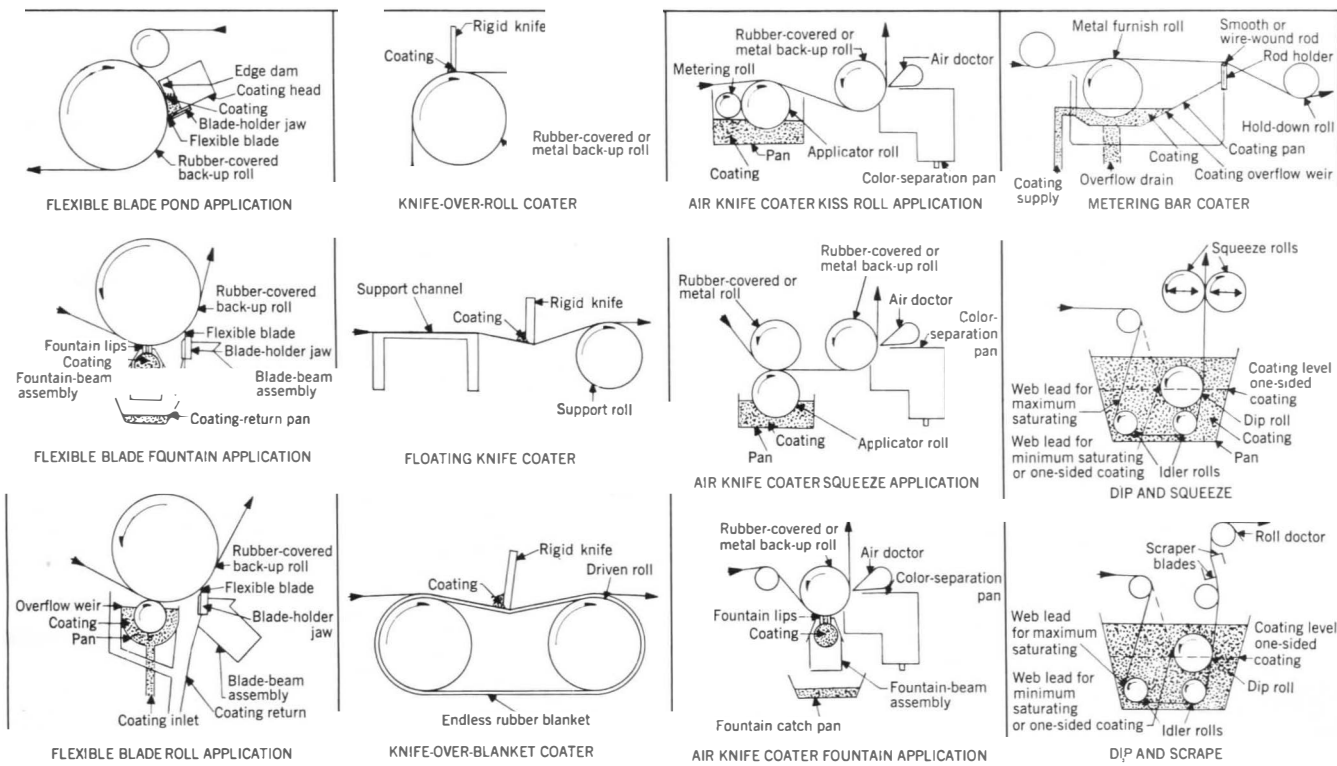 Edge dam
Coating head
Coating
Blade-holder jaw
Flexible blade
Rubber-covered
back-up roll
FLEXIBLE BLADE POND APPLICATION
Rigid knife
Coating
Rubber-covered or
metal back-up roll
KNIFE-OVER-ROLL COATER
Rubber-covered or
metal back-up roll
Metering roll
Air doctor
Pan
Applicator roll
Coating
Color-separation pan
AIR KNIFE COATER KISS ROLL APPLICATION
Metal furnish roll
Smooth or
wire-wound rod
Rod holder
Hold-down roll
Coating
Coating pan
Coating overflow weir
Coating
supply
Overflow drain
METERING BAR COATER
Rubber-covered
back-up roll
Flexible blade
Fountain lips
Blade-holder jaw
Coating
Fountain-beam
assembly
Blade-beam
assembly
Coating-return pan
FLEXIBLE BLADE FOUNTAIN APPLICATION
Support channel
Rigid knife
Coating
Support roll
FLOATING KNIFE COATER
Rubber-covered or
metal back-up roll
Rubber-covered or
metal roll
Air doctor
Color-
separation
pan
Coating
Applicator roll
Pan
AIR KNIFE COATER SQUEEZE APPLICATION
Squeeze rolls
Coating level
one-sided
coating
Web lead for
maximum
saturating
Dip roll
Coating
Web lead for
minimum saturating
or one-sided coating
Idler rolls
Pan
DIP AND SQUEEZE
Rubber-covered
back-up roll
Flexible blade
Overflow weir
Coating
Pan
Blade-holder
jaw
Blade-beam
assembly
Coating inlet
Coating return
FLEXIBLE BLADE ROLL APPLICATION
Rigid knife
Driven roll
Coating
Endless rubber blanket
KNIFE-OVER-BLANKET COATER
Rubber-covered or
metal back-up roll
Air doctor
Color-separation
pan
Fountain lips
Coating
Fountain-beam
assembly
Fountain catch pan
AIR KNIFE COATER FOUNTAIN APPLICATION
Roll doctor
Scraper
blades
Web lead
for maximum
saturating
Coating level
one-sided
coating
Dip roll
Web lead for
minimum
saturating
or one-sided coating
Idler rolls
Coating
DIP AND SCRAPE